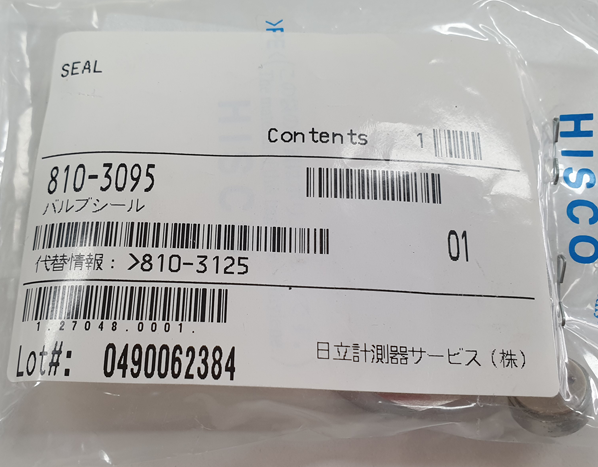 SEAL
Contents 1
810-3095
バルブシール
01
代替情報: >810-3125
1.27048.0001.
Lot#: 0490062384
日立計測器サービス(株)
HISCO